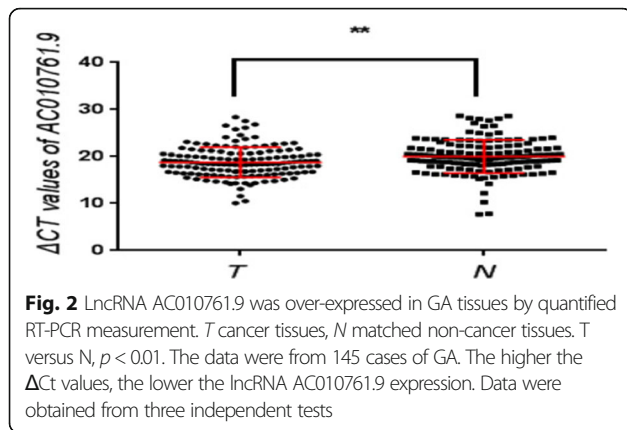 **
ΔCT values of AC010761.9
40
30
20
10
0
T
N
Fig. 2 LncRNA AC010761.9 was over-expressed in GA tissues by quantified
RT-PCR measurement. T cancer tissues, N matched non-cancer tissues. T
versus N, p < 0.01. The data were from 145 cases of GA. The higher the
ΔCt values, the lower the lncRNA AC010761.9 expression. Data were
obtained from three independent tests